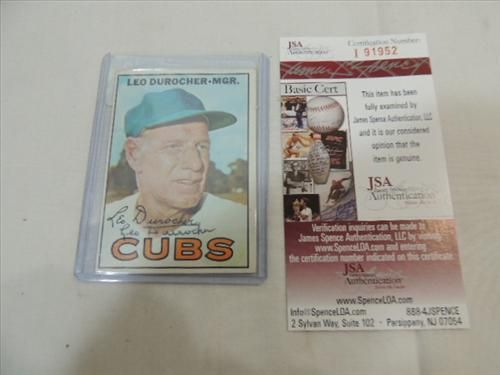 LEO DUROCHER-MGR.
Leo Durocher
Leo Durocher
CUBS
JSA
Certification Number:
I 91952
Basic Cert
This item has been
fully examined by
James Spence Authentication, LLC
and it is our considered
opinion that the
item is genuine.
JSA
Authentication
Verification inquiries can be made to
James Spence Authentication, LLC by visiting
www.SpenceLOA.com and entering
the certification number indicated on this certificate.
JSA
Authentication
www.SpenceLOA.com
Info@SpenceLOA.com 888-4JSPENCE
2 Sylvan Way, Suite 102 - Parsippany, NJ 07054